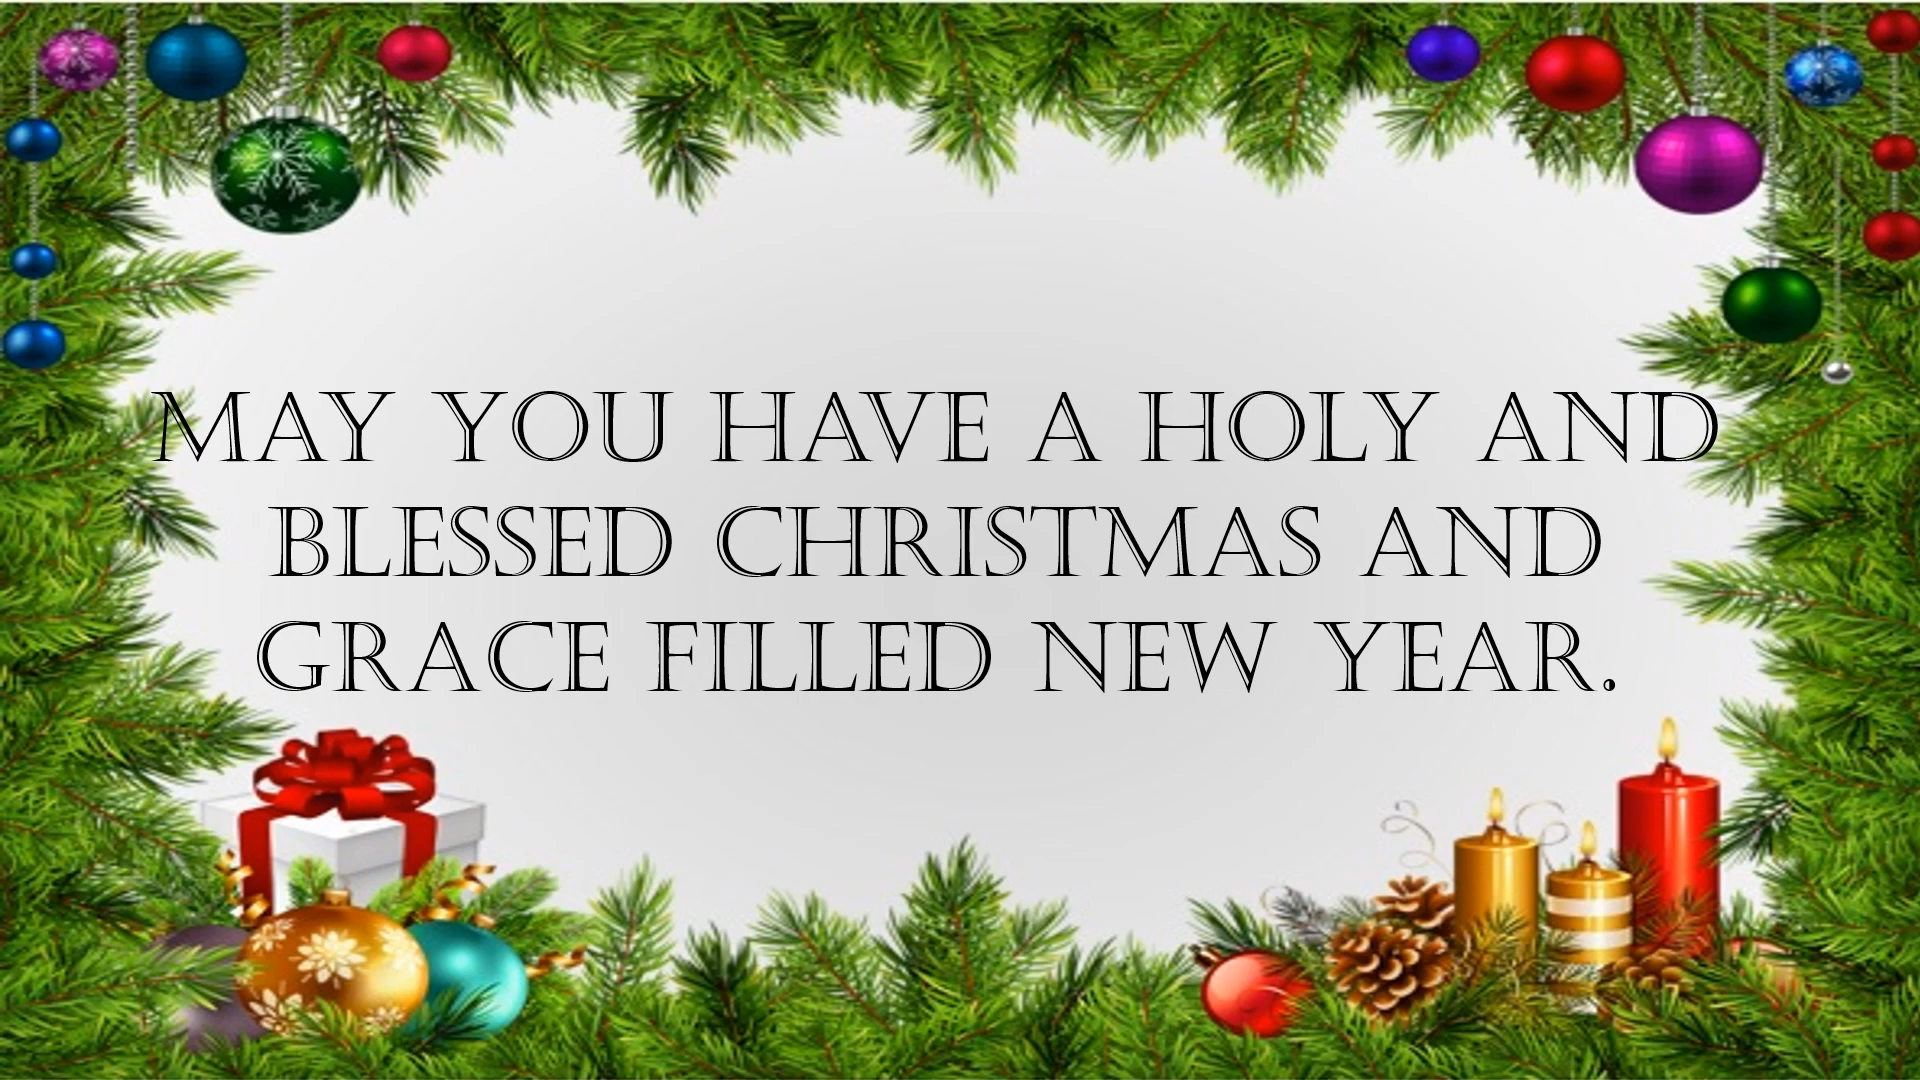 MAY YOU HAVE A HOLY AND
BLESSED CHRISTMAS AND
GRACE FILLED NEW YEAR.